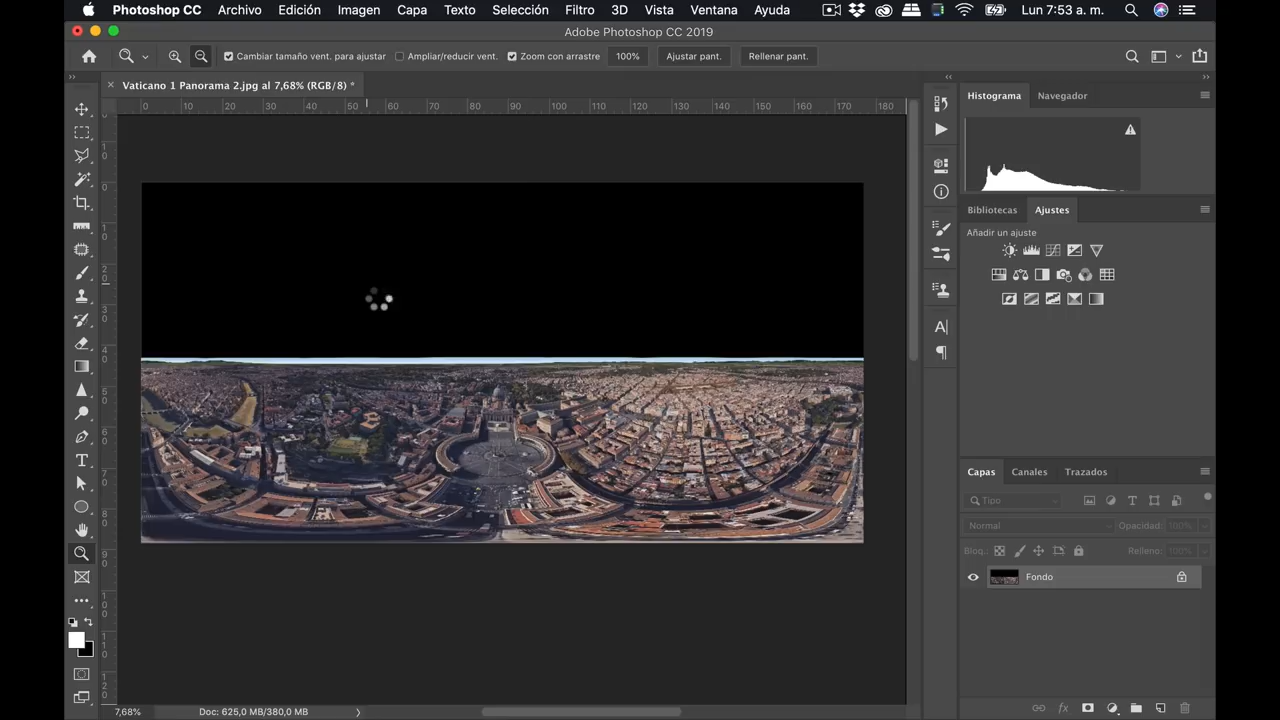 Photoshop CC Archivo Edición Imagen Capa Texto Selección Filtro 3D Vista Ventana Ayuda Lun 7:53 a. m.
Adobe Photoshop CC 2019
Cambiar tamaño vent. para ajustar Ampliar/reducir vent. Zoom con arrastre 100% Ajustar pant. Rellenar pant.
Vaticano 1 Panorama 2.jpg al 7,68% (RGB/8) *
0 10 20 30 40 50 60 70 80 90 100 110 120 130 140 150 160 170 180
Histograma Navegador
Bibliotecas Ajustes
Añadir un ajuste
Capas Canales Trazados
Tipo
Normal Opacidad: 100%
Bloq.: Relleno: 100%
Fondo
7,68% Doc: 625,0 MB/380,0 MB